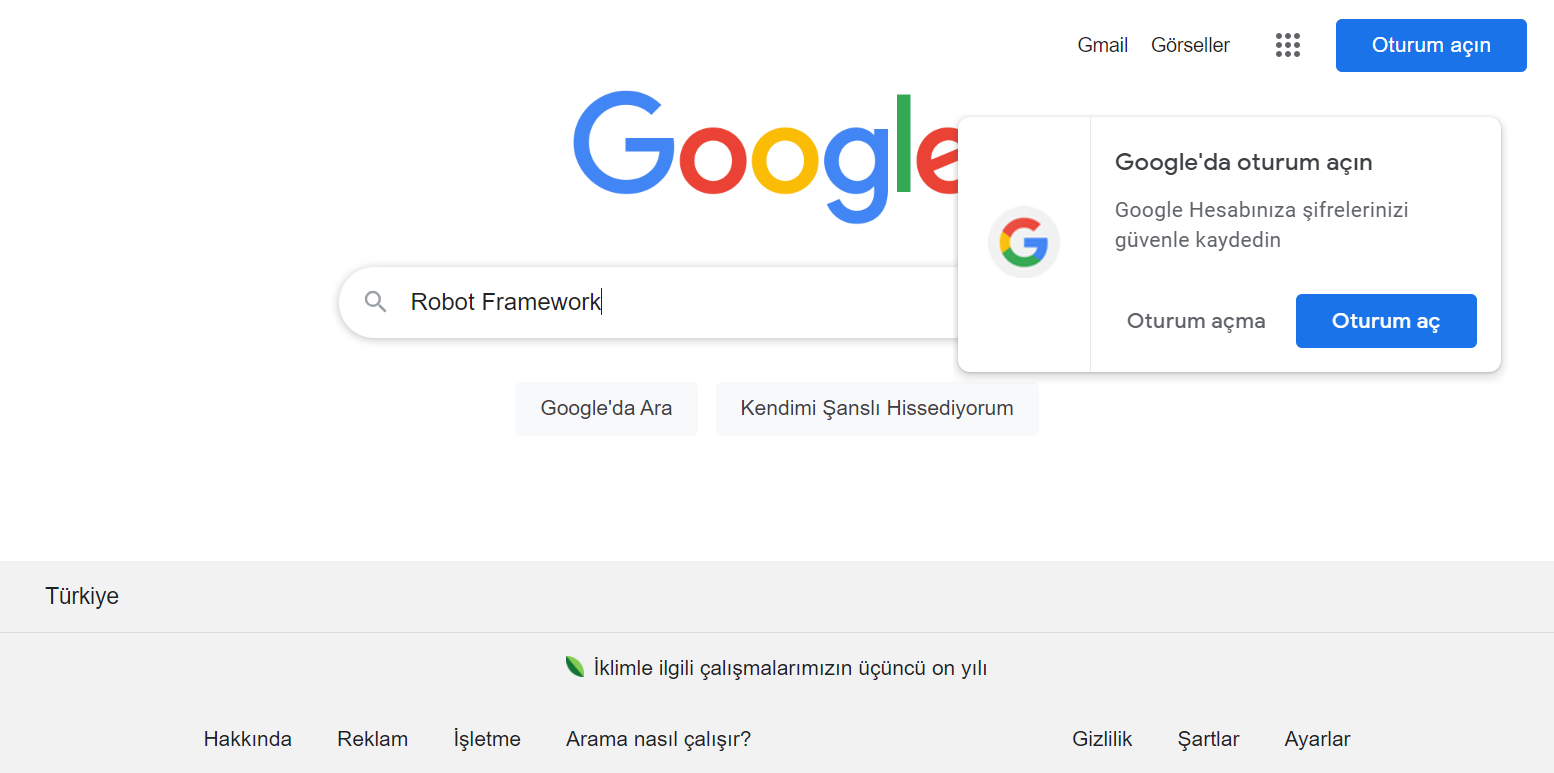 Gmail Görseller Oturum açın
Google
Google'da oturum açın
Google Hesabınıza şifrelerinizi
güvenle kaydedin
Oturum açma Oturum aç
Robot Framework
Google'da Ara Kendimi Şanslı Hissediyorum
Türkiye
İklimle ilgili çalışmalarımızın üçüncü on yılı
Hakkında Reklam İşletme Arama nasıl çalışır? Gizlilik Şartlar Ayarlar